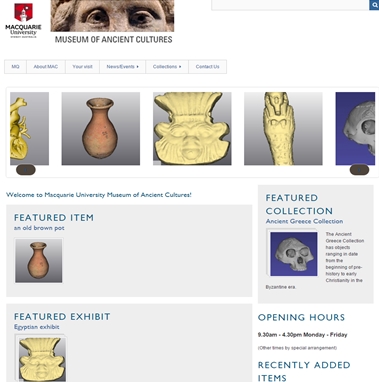 MACQUARIE
University
SYDNEY · AUSTRALIA
MUSEUM OF ANCIENT CULTURES
MQ
About MAC
Your visit
News/Events
Collections
Contact Us
Welcome to Macquarie University Museum of Ancient Cultures!
FEATURED ITEM
an old brown pot
FEATURED EXHIBIT
Egyptian exhibit
FEATURED
COLLECTION
Ancient Greece Collection
The Ancient
Greece Collection
has objects
ranging in date
from the
beginning of pre-
history to early
Christianity in the
Byzantine era.
OPENING HOURS
9.30am - 4.30pm Monday - Friday
(Other times by special arrangement)
RECENTLY ADDED
ITEMS